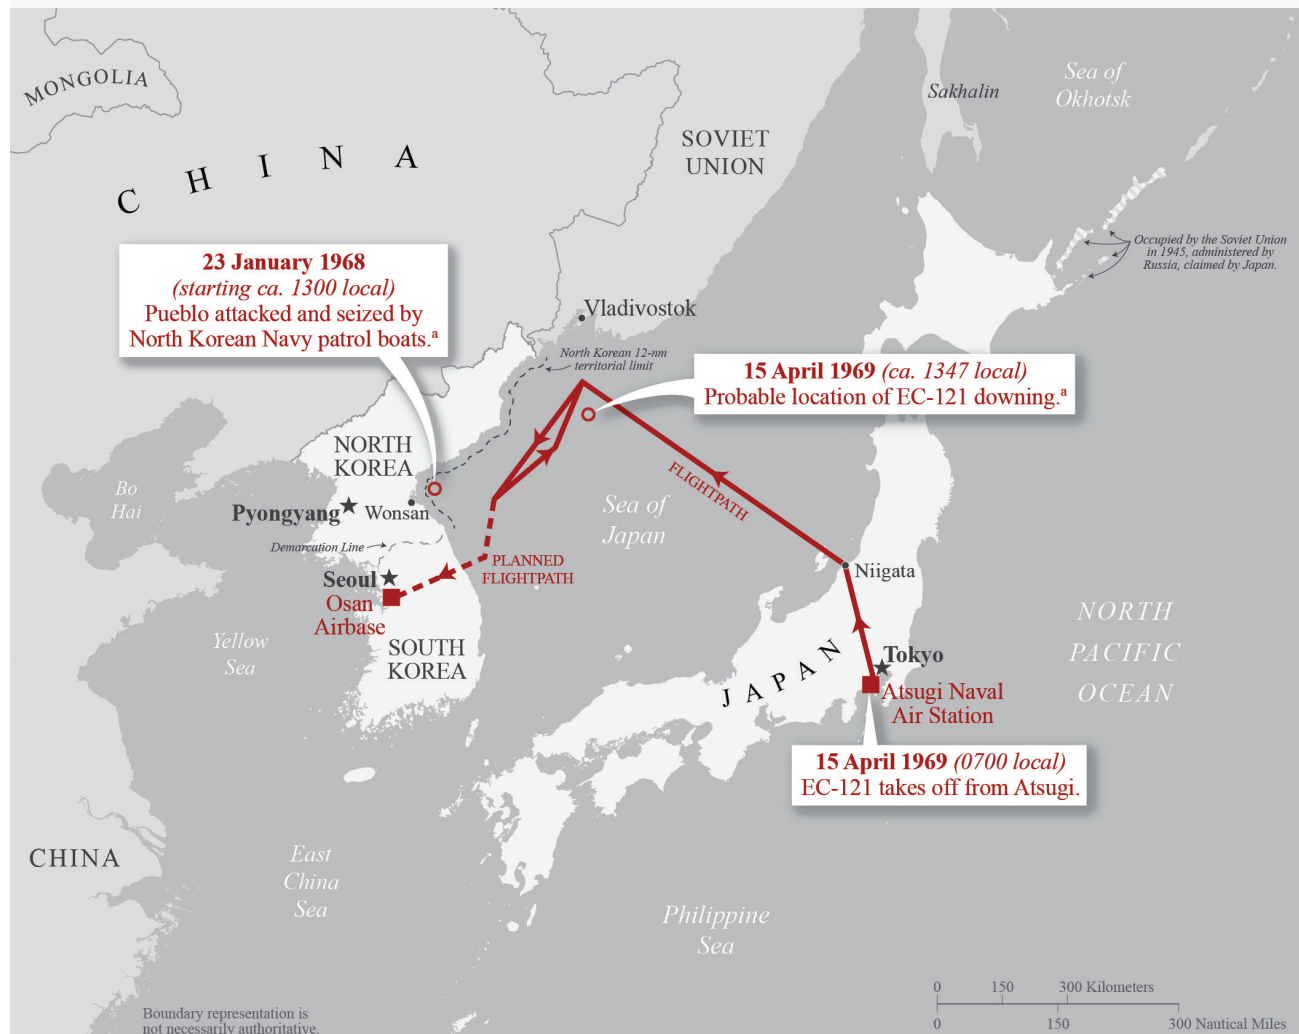 MONGOLIA
CHINA
SOVIET
UNION
Sakhalin
Sea of
Okhotsk
Occupied by the Soviet Union
in 1945, administered by
Russia, claimed by Japan.
23 January 1968
(starting ca. 1300 local)
Pueblo attacked and seized by
North Korean Navy patrol boats.ª
Vladivostok
North Korean 12-nm
territorial limit
15 April 1969 (ca. 1347 local)
Probable location of EC-121 downing.ª
NORTH
KOREA
FLIGHTPATH
Bo
Hai
Pyongyang
Wonsan
Sea of
Japan
Demarcation Line
PLANNED
FLIGHTPATH
Niigata
Seoul
Osan
Airbase
Yellow
Sea
SOUTH
KOREA
JAPAN
Tokyo
Atsugi Naval
Air Station
NORTH
PACIFIC
OCEAN
15 April 1969 (0700 local)
EC-121 takes off from Atsugi.
CHINA
East
China
Sea
Philippine
Sea
0 150 300 Kilometers
0 150 300 Nautical Miles
Boundary representation is
not necessarily authoritative.